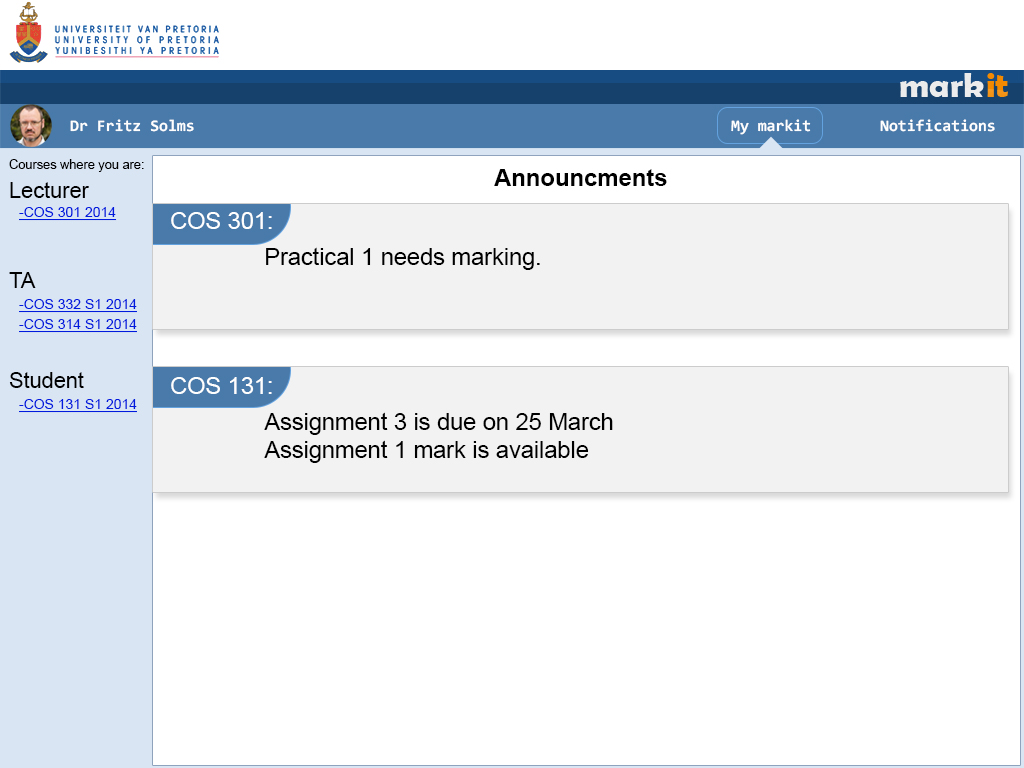 UNIVERSITEIT VAN PRETORIA
UNIVERSITY OF PRETORIA
YUNIBESITHI YA PRETORIA
markit
Dr Fritz Solms
My markit
Notifications
Courses where you are:
Lecturer
-COS 301 2014
TA
-COS 332 S1 2014
-COS 314 S1 2014
Student
-COS 131 S1 2014
Announcments
COS 301:
Practical 1 needs marking.
COS 131:
Assignment 3 is due on 25 March
Assignment 1 mark is available